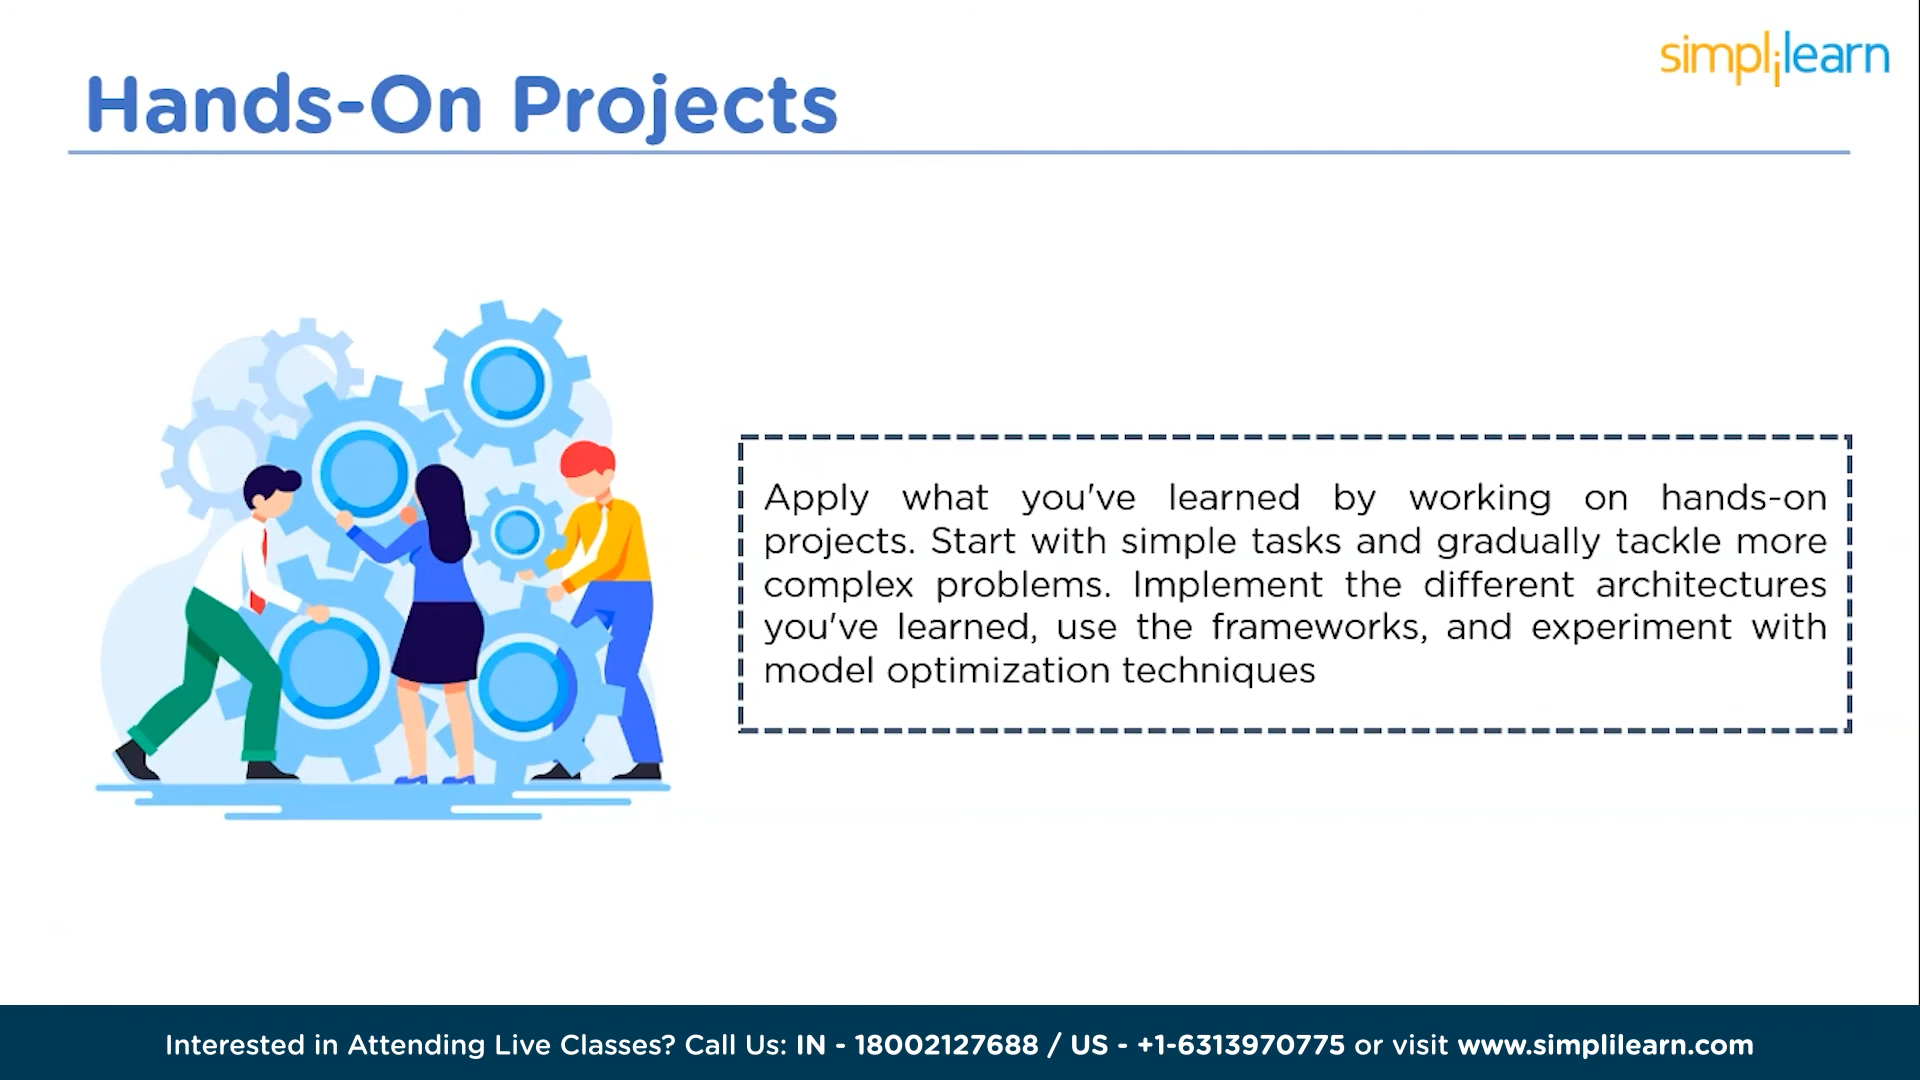 simplilearn
Hands-On Projects
Apply what you've learned by working on hands-on
projects. Start with simple tasks and gradually tackle more
complex problems. Implement the different architectures
you've learned, use the frameworks, and experiment with
model optimization techniques
Interested in Attending Live Classes? Call Us: IN - 18002127688 / US - +1-6313970775 or visit www.simplilearn.com